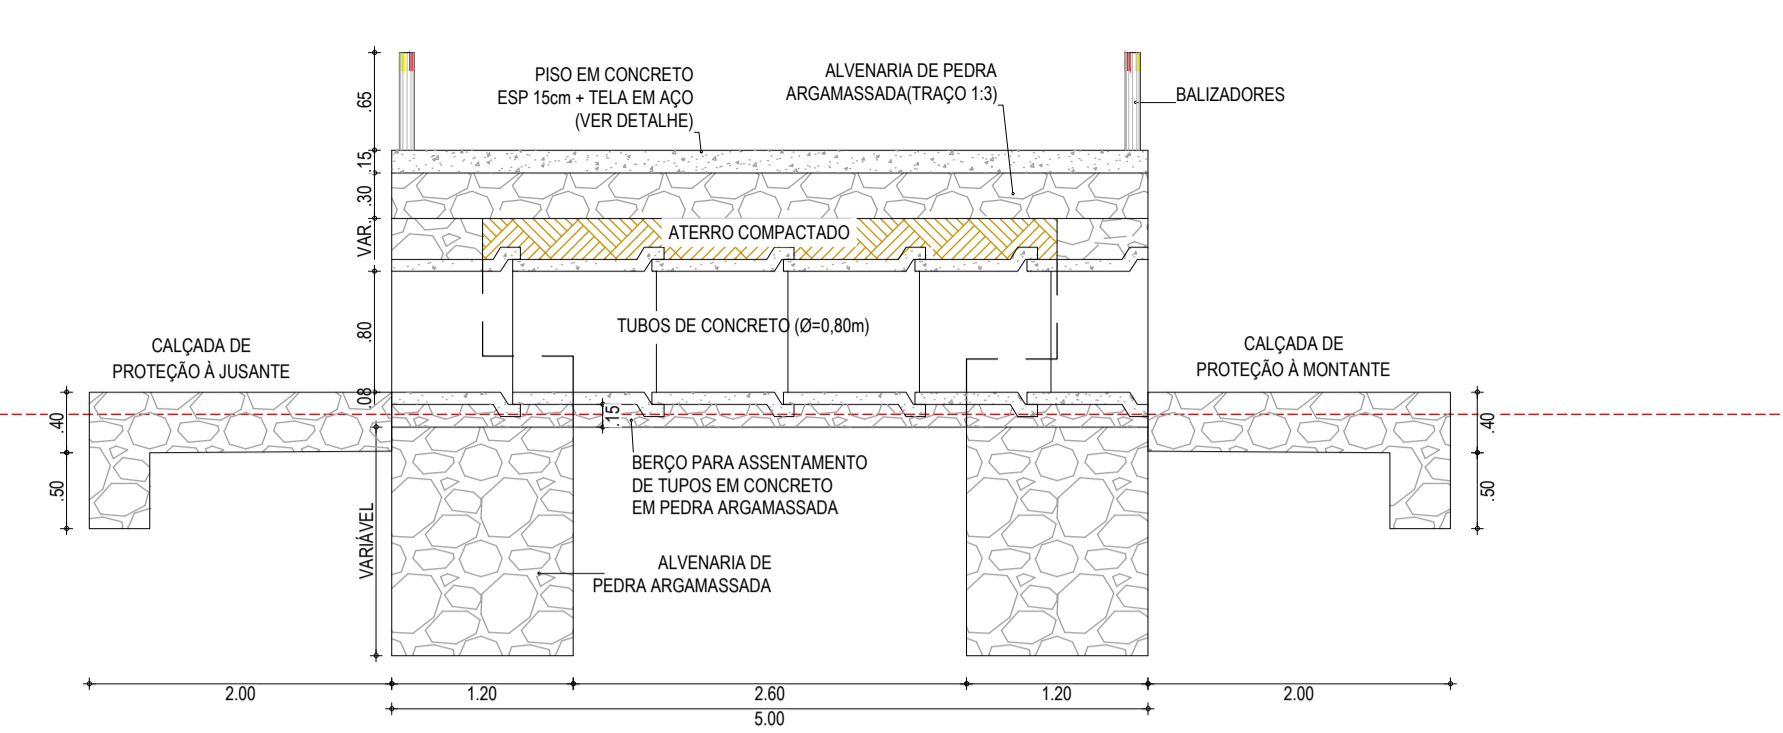 PISO EM CONCRETO
ESP 15cm + TELA EM AÇO
(VER DETALHE)
ALVENARIA DE PEDRA
ARGAMASSADA(TRAÇO 1:3)
BALIZADORES
.65
.15
.30
VAR.
ATERRO COMPACTADO
.80
TUBOS DE CONCRETO (Ø=0,80m)
CALÇADA DE
PROTEÇÃO À JUSANTE
CALÇADA DE
PROTEÇÃO À MONTANTE
.08
.15
.40
.50
.40
.50
BERÇO PARA ASSENTAMENTO
DE TUPOS EM CONCRETO
EM PEDRA ARGAMASSADA
VARIÁVEL
ALVENARIA DE
PEDRA ARGAMASSADA
2.00
1.20
2.60
1.20
2.00
5.00